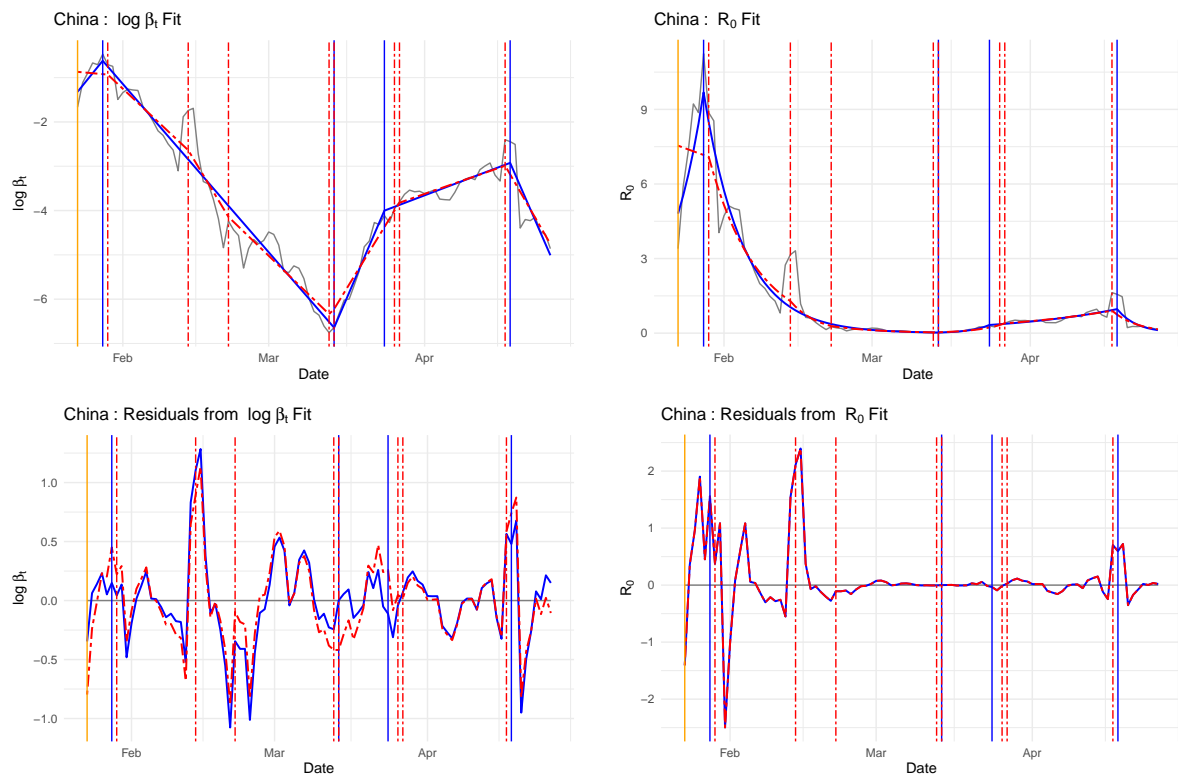 China : log βt Fit
log βt
−2
−4
−6
Feb
Mar
Apr
Date
China : R0 Fit
R0
9
6
3
0
Feb
Mar
Apr
Date
China : Residuals from log βt Fit
log βt
1.0
0.5
0.0
−0.5
−1.0
Feb
Mar
Apr
Date
China : Residuals from R0 Fit
R0
2
1
0
−1
−2
Feb
Mar
Apr
Date